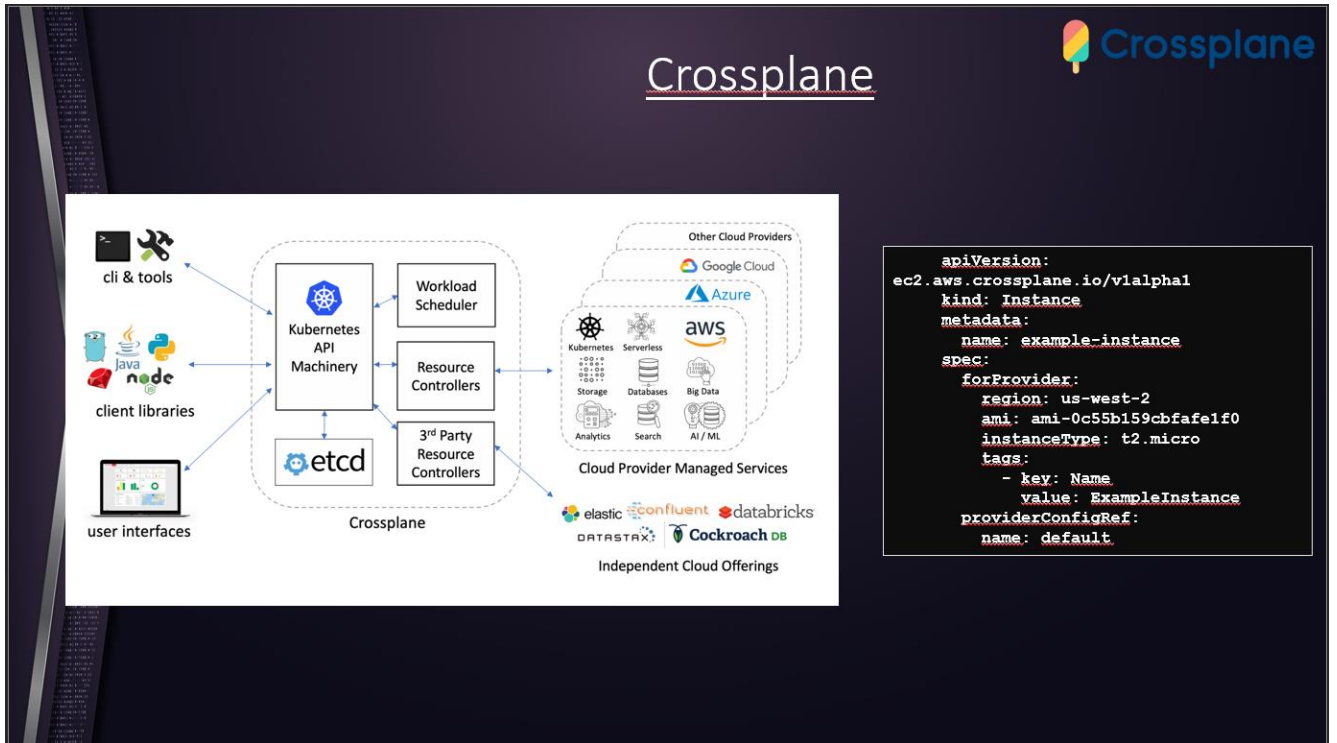 Crossplane
Crossplane
cli & tools
Java
node
JS
client libraries
user interfaces
Kubernetes
API
Machinery
etcd
Workload
Scheduler
Resource
Controllers
3rd Party
Resource
Controllers
Crossplane
Other Cloud Providers
Google Cloud
Azure
aws
Kubernetes Serverless
Storage Databases Big Data
Analytics Search AI / ML
Cloud Provider Managed Services
elastic confluent databricks
DATASTAX Cockroach DB
Independent Cloud Offerings
apiVersion:
ec2.aws.crossplane.io/v1alpha1
kind: Instance
metadata:
name: example-instance
spec:
forProvider:
region: us-west-2
ami: ami-0c55b159cbfafe1f0
instanceType: t2.micro
tags:
- key: Name
value: ExampleInstance
providerConfigRef:
name: default